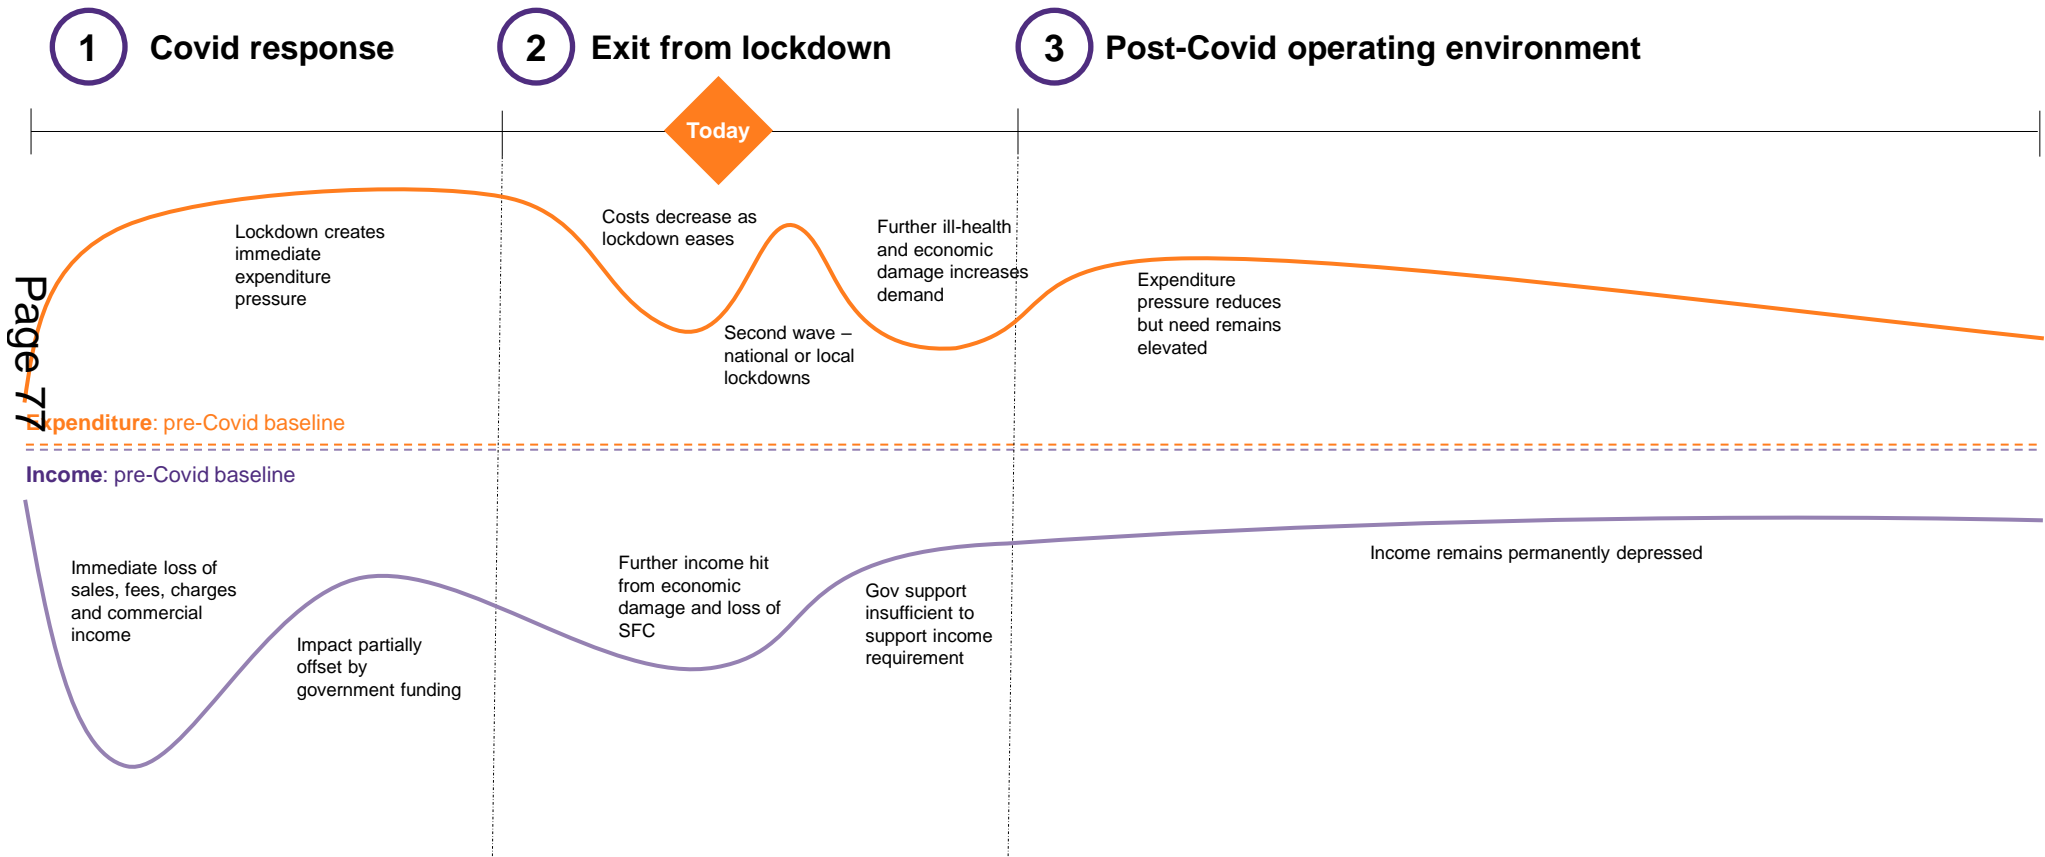 1 Covid response
2 Exit from lockdown
3 Post-Covid operating environment
Today
Lockdown creates
immediate
expenditure
pressure
Costs decrease as
lockdown eases
Second wave –
national or local
lockdowns
Further ill-health
and economic
damage increases
demand
Expenditure
pressure reduces
but need remains
elevated
Page 77
Expenditure: pre-Covid baseline
Income: pre-Covid baseline
Immediate loss of
sales, fees, charges
and commercial
income
Impact partially
offset by
government funding
Further income hit
from economic
damage and loss of
SFC
Gov support
insufficient to
support income
requirement
Income remains permanently depressed